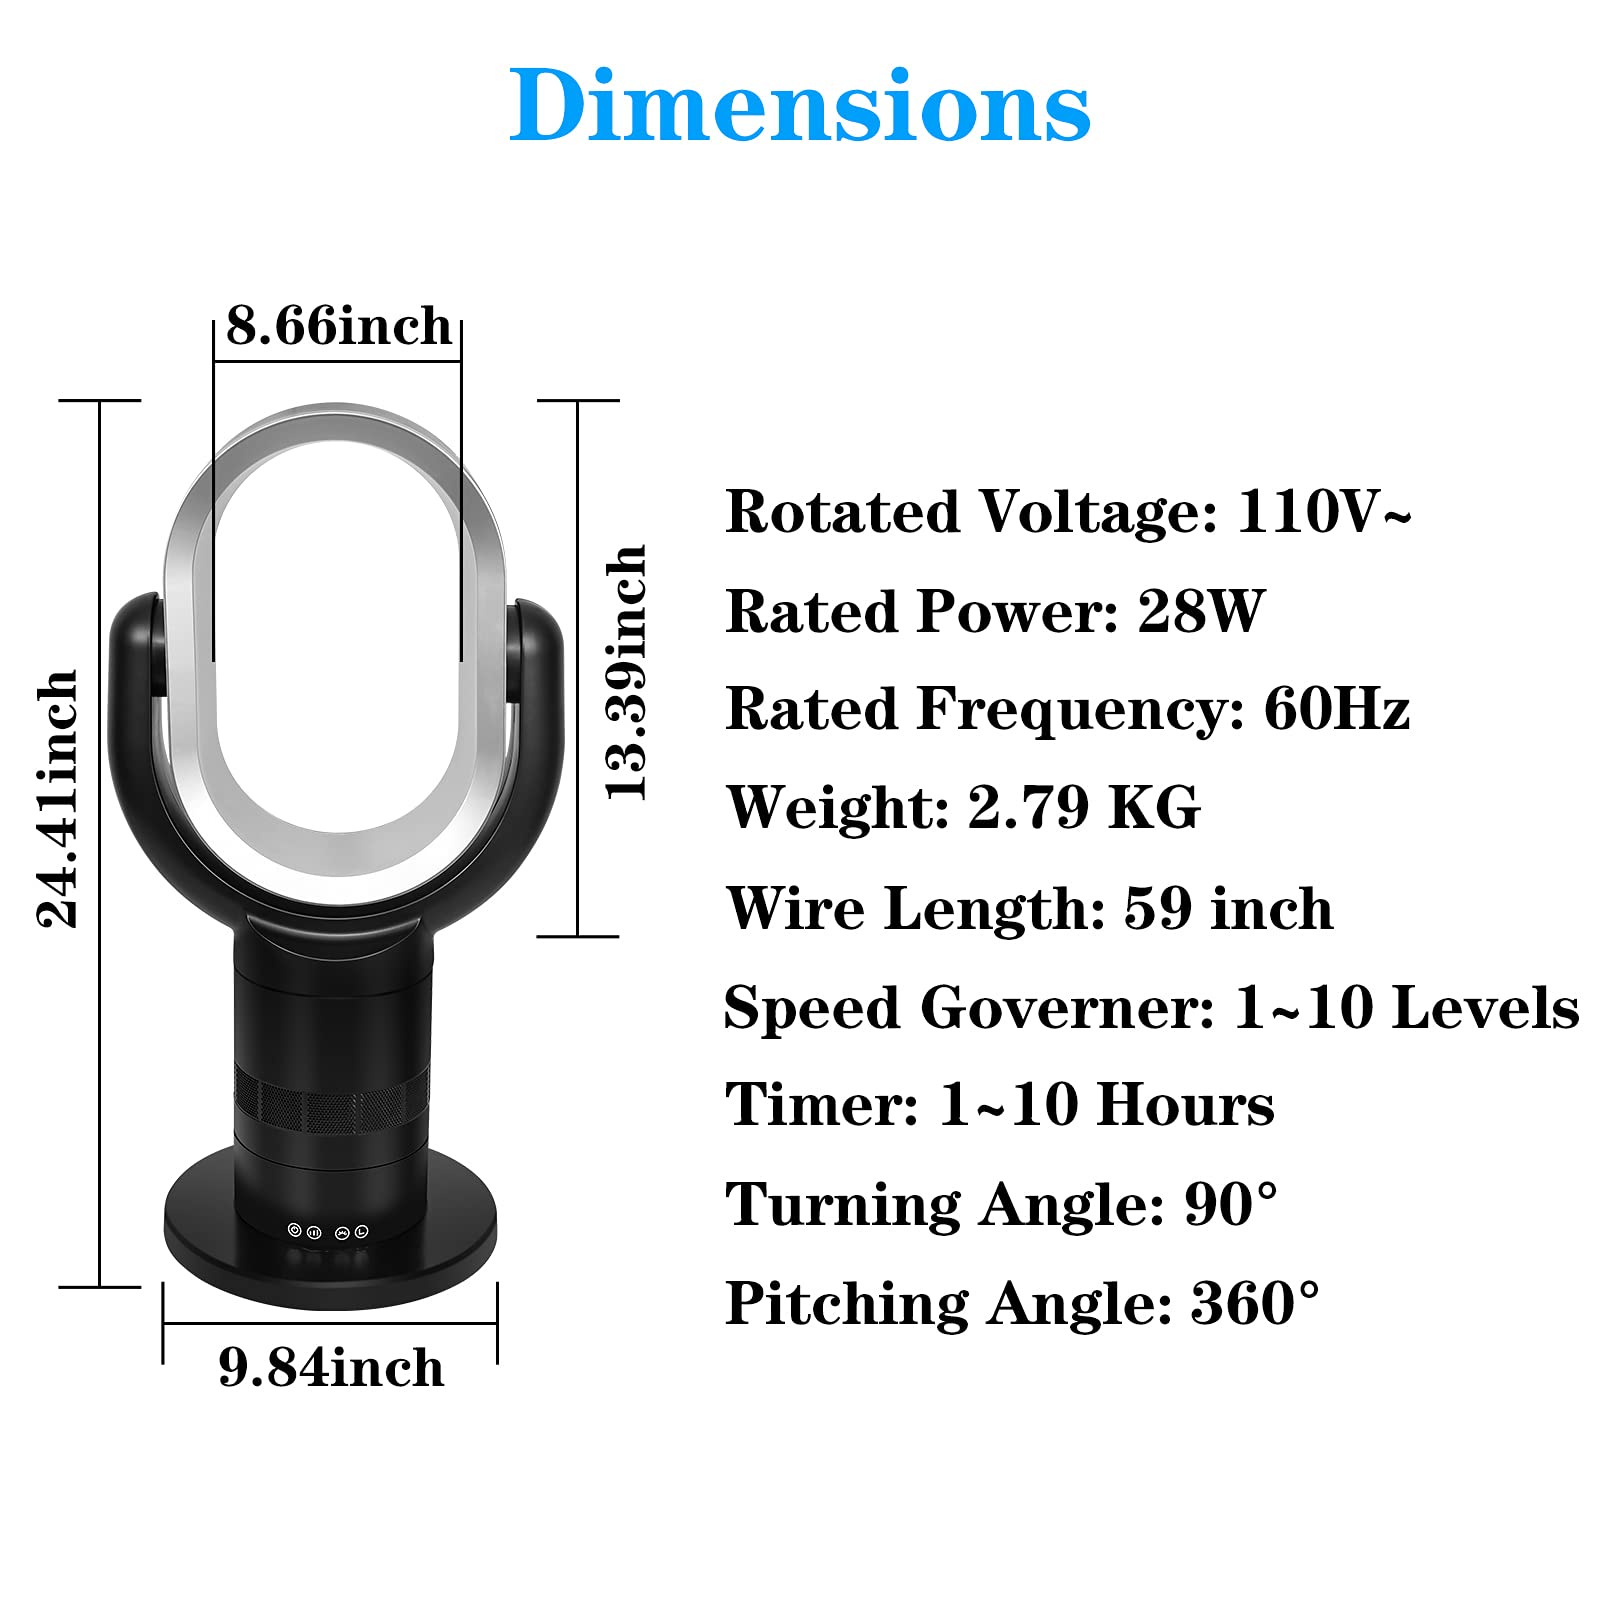 Dimensions
8.66inch
24.41inch
13.39inch
9.84inch
Rotated Voltage: 110V~
Rated Power: 28W
Rated Frequency: 60Hz
Weight: 2.79 KG
Wire Length: 59 inch
Speed Governer: 1~10 Levels
Timer: 1~10 Hours
Turning Angle: 90°
Pitching Angle: 360°